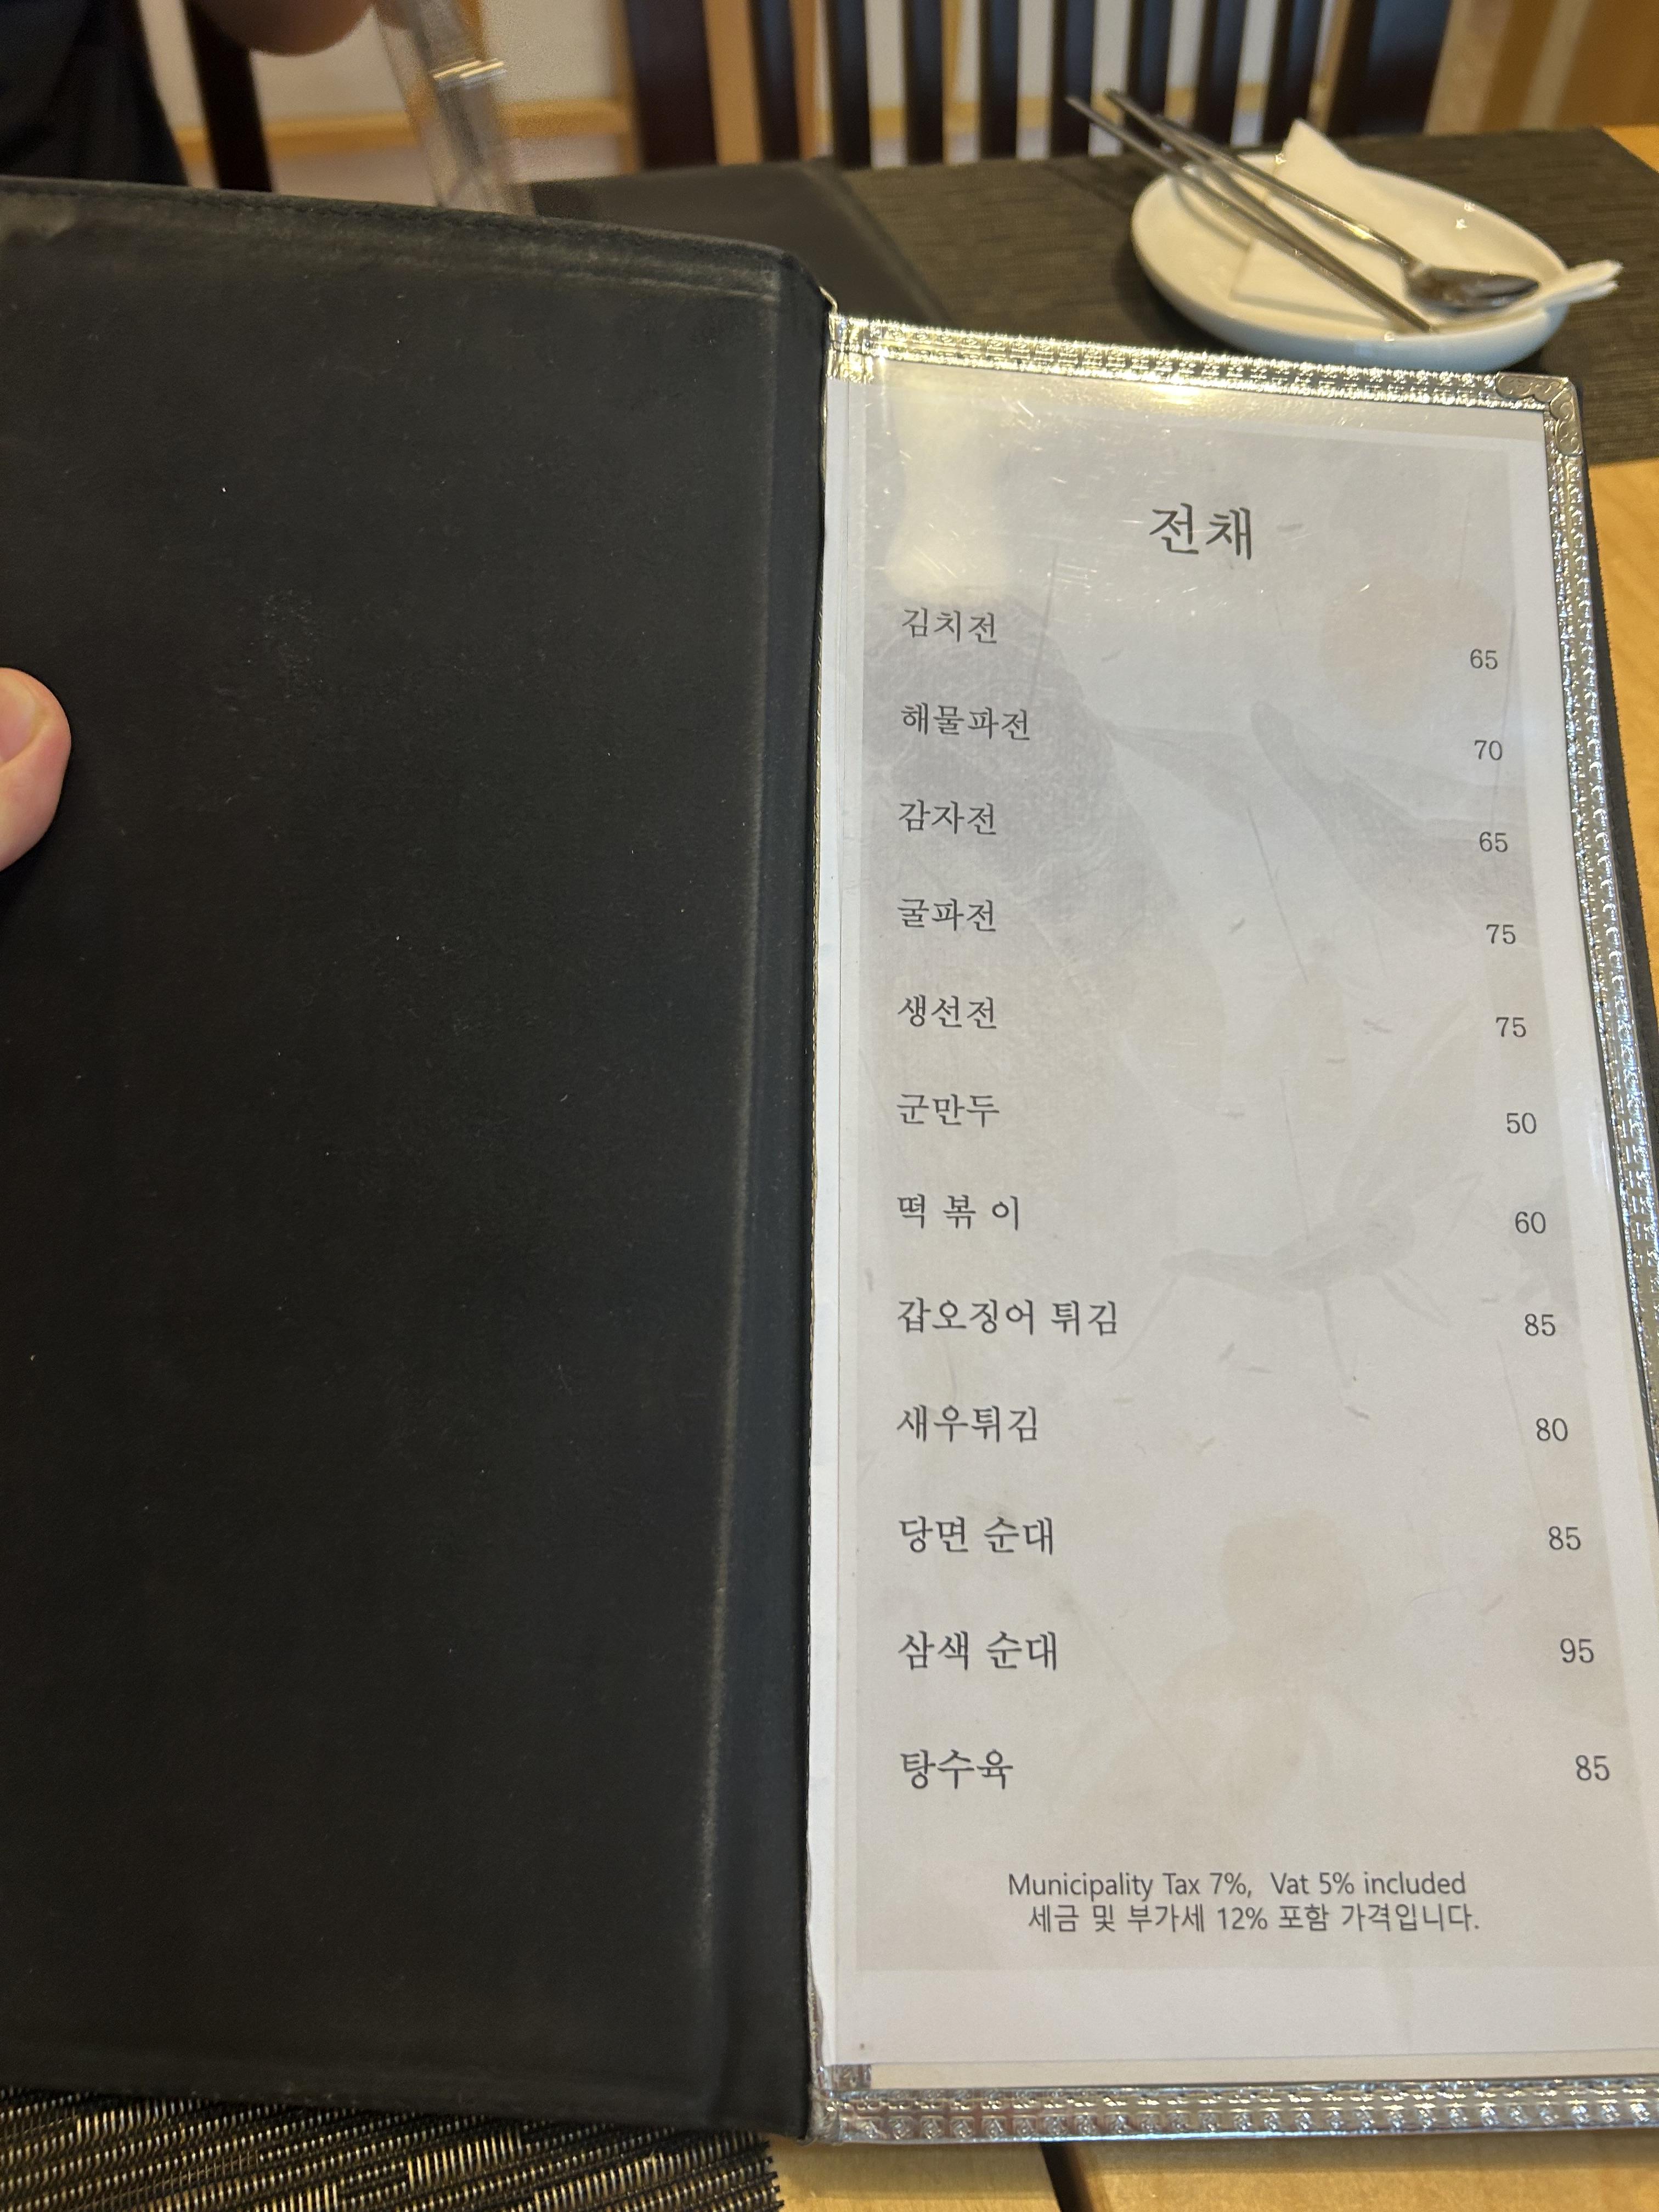 전채
김치전 65
해물파전 70
감자전 65
굴파전 75
생선전 75
군만두 50
떡 볶 이 60
갑오징어 튀김 85
새우튀김 80
당면 순대 85
삼색 순대 95
탕수육 85
Municipality Tax 7%, Vat 5% included
세금 및 부가세 12% 포함 가격입니다.